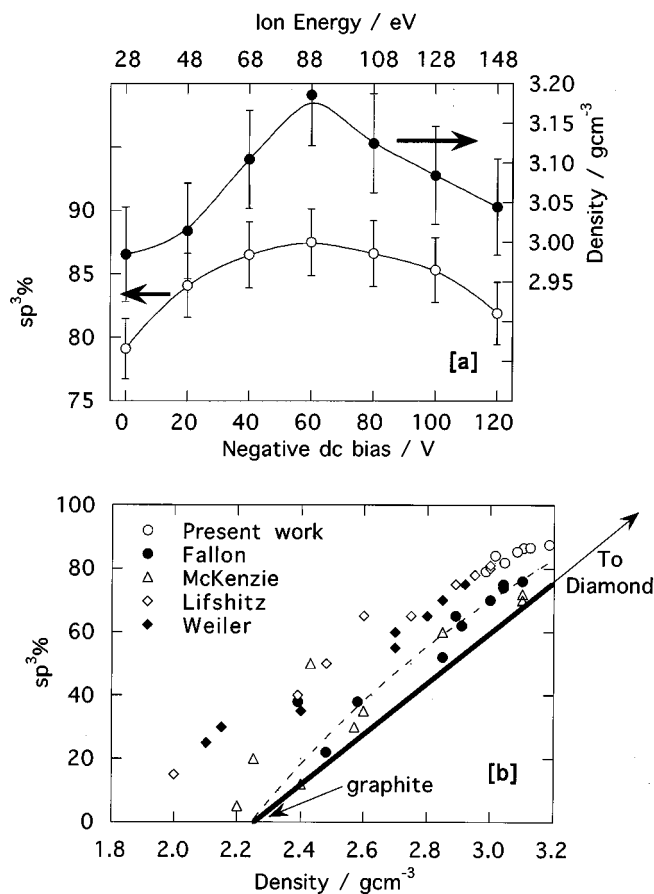 Ion Energy / eV
28 48 68 88 108 128 148
3.20
3.15
3.10
3.05
3.00
2.95
Density / gcm⁻³
90
85
80
75
sp³%
[a]
0 20 40 60 80 100 120
Negative dc bias / V
100
80
60
40
20
0
sp³%
Present work
Fallon
McKenzie
Lifshitz
Weiler
To
Diamond
graphite
[b]
1.8 2.0 2.2 2.4 2.6 2.8 3.0 3.2
Density / gcm⁻³